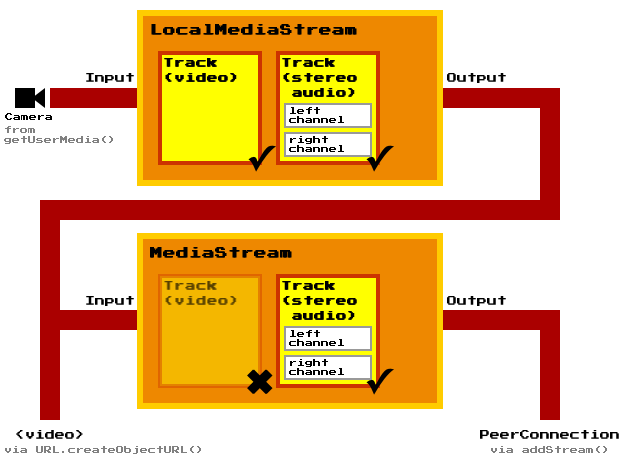 LocalMediaStream
Input
Track
(video)
Track
(stereo
audio)
left
channel
right
channel
Output
Camera
from
getUserMedia()
MediaStream
Input
Track
(video)
Track
(stereo
audio)
left
channel
right
channel
Output
⟨video⟩
via URL.createObjectURL()
PeerConnection
via addStream()